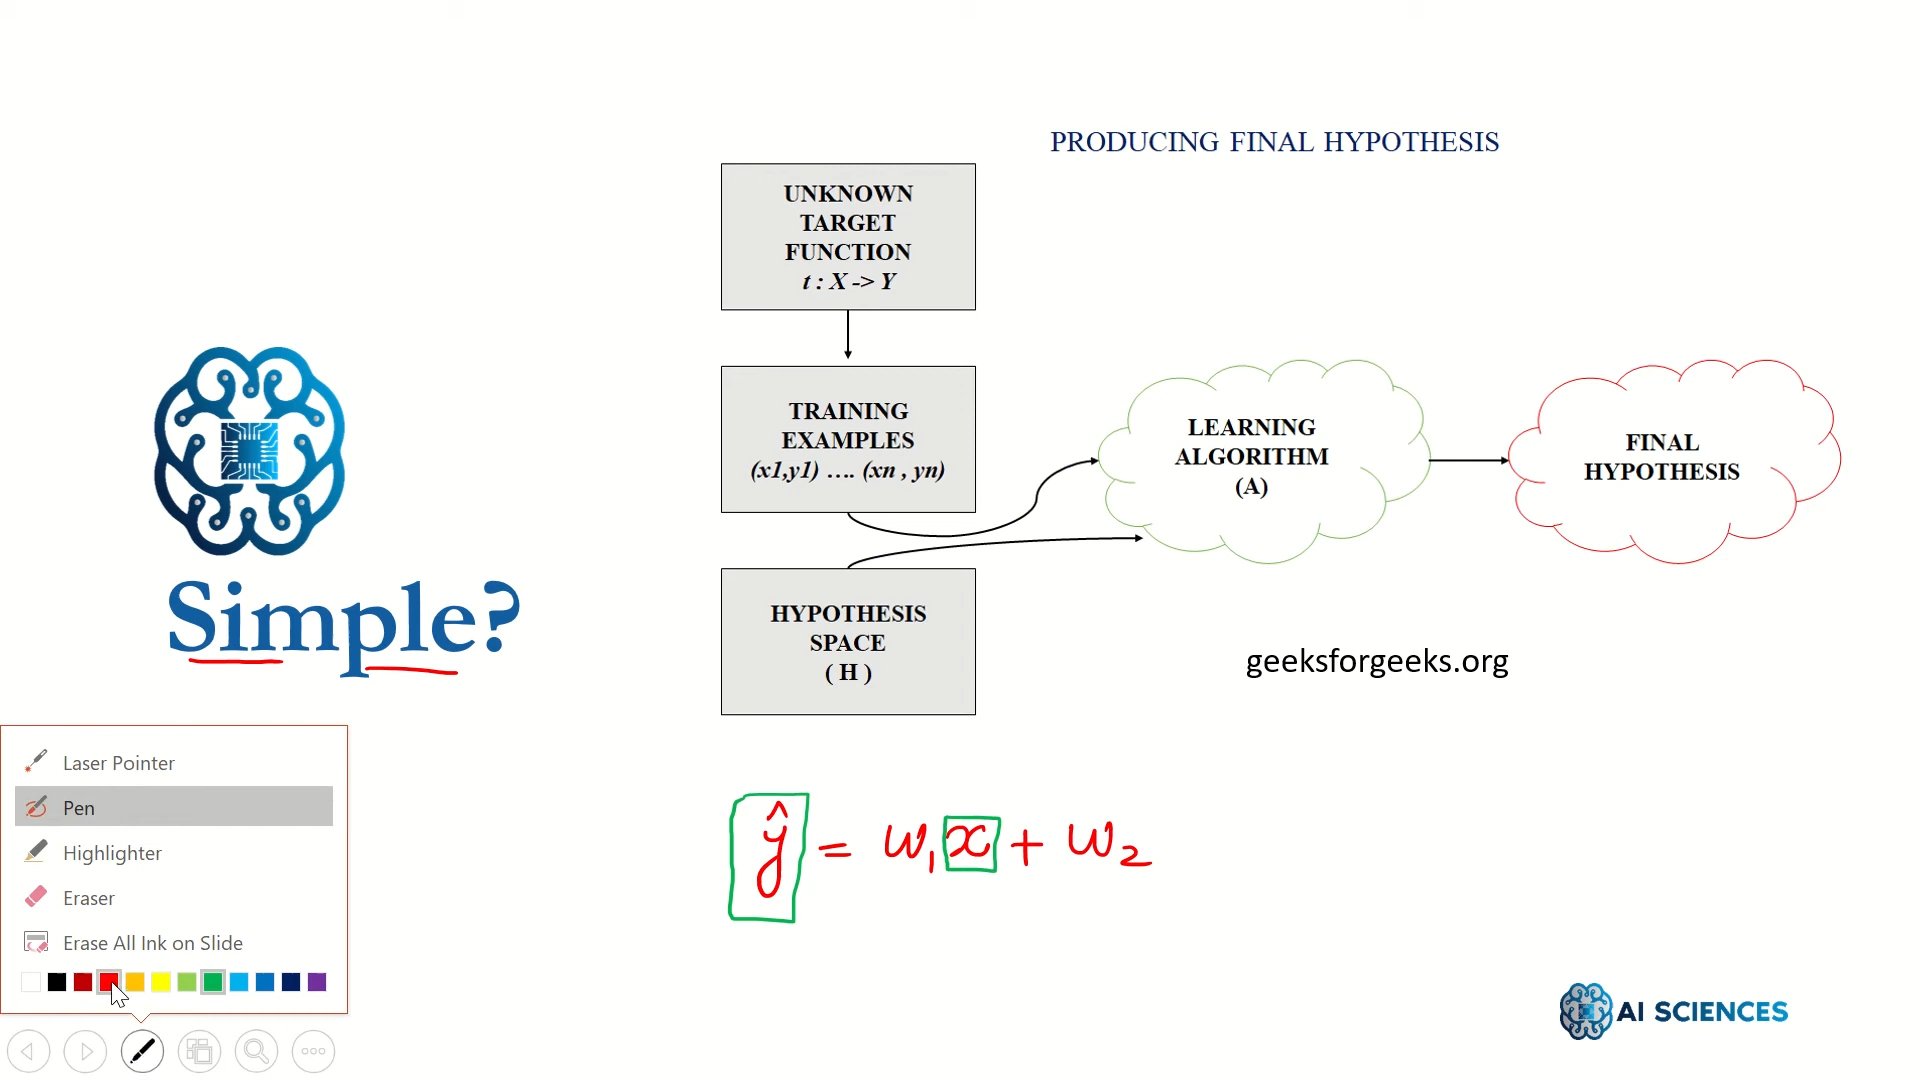 PRODUCING FINAL HYPOTHESIS
UNKNOWN
TARGET
FUNCTION
t : X -> Y
TRAINING
EXAMPLES
(x1,y1) .... (xn , yn)
LEARNING
ALGORITHM
(A)
FINAL
HYPOTHESIS
Simple?
HYPOTHESIS
SPACE
( H )
geeksforgeeks.org
ŷ = w₁x + w₂
Laser Pointer
Pen
Highlighter
Eraser
Erase All Ink on Slide
AI SCIENCES